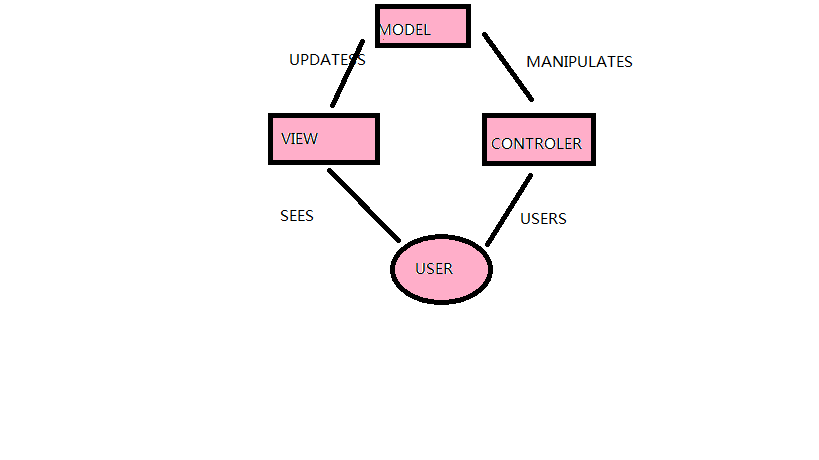 MODEL
UPDATESS
MANIPULATES
VIEW
CONTROLER
SEES
USERS
USER